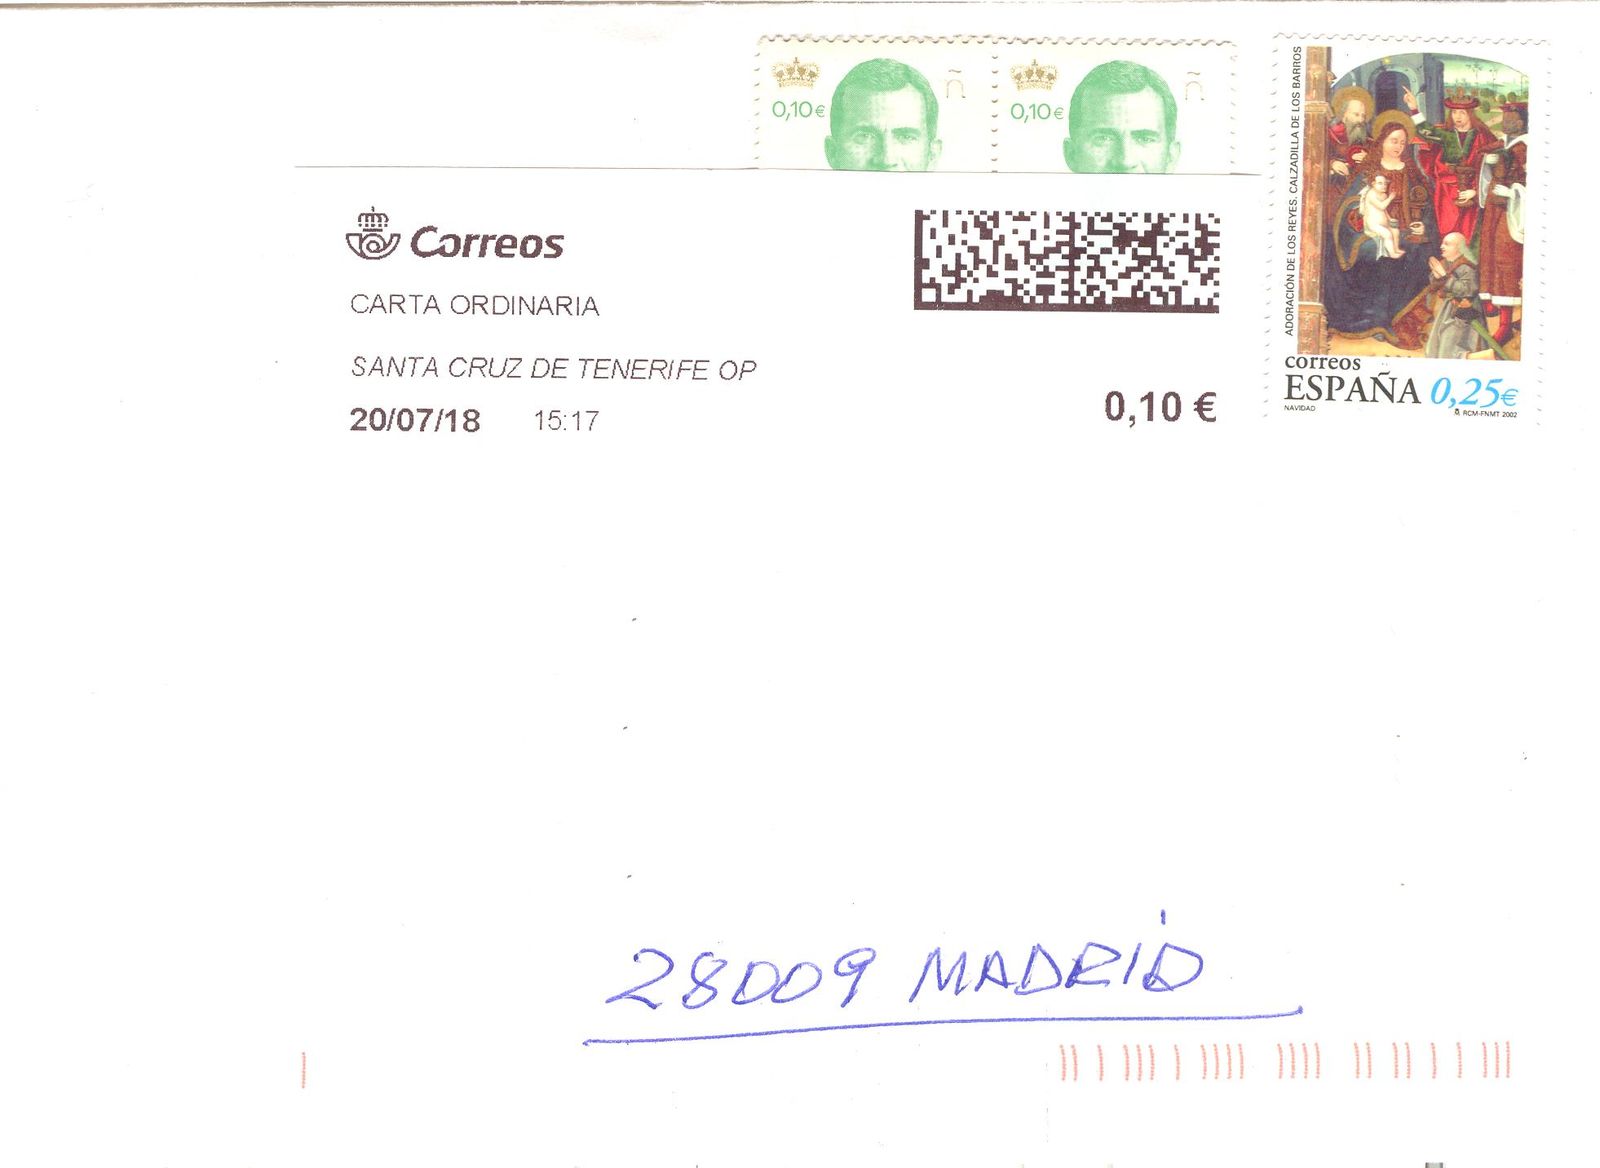 0,10€ Ñ
0,10€ Ñ
ADORACIÓN DE LOS REYES. CALZADILLA DE LOS BARROS
correos
ESPAÑA 0,25€
NAVIDAD
RCM-FNMT 2002
Correos
CARTA ORDINARIA
SANTA CRUZ DE TENERIFE OP
20/07/18 15:17
0,10 €
28009 MADRID